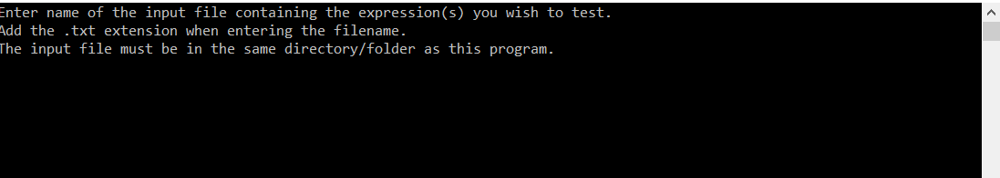 Enter name of the input file containing the expression(s) you wish to test.
Add the .txt extension when entering the filename.
The input file must be in the same directory/folder as this program.